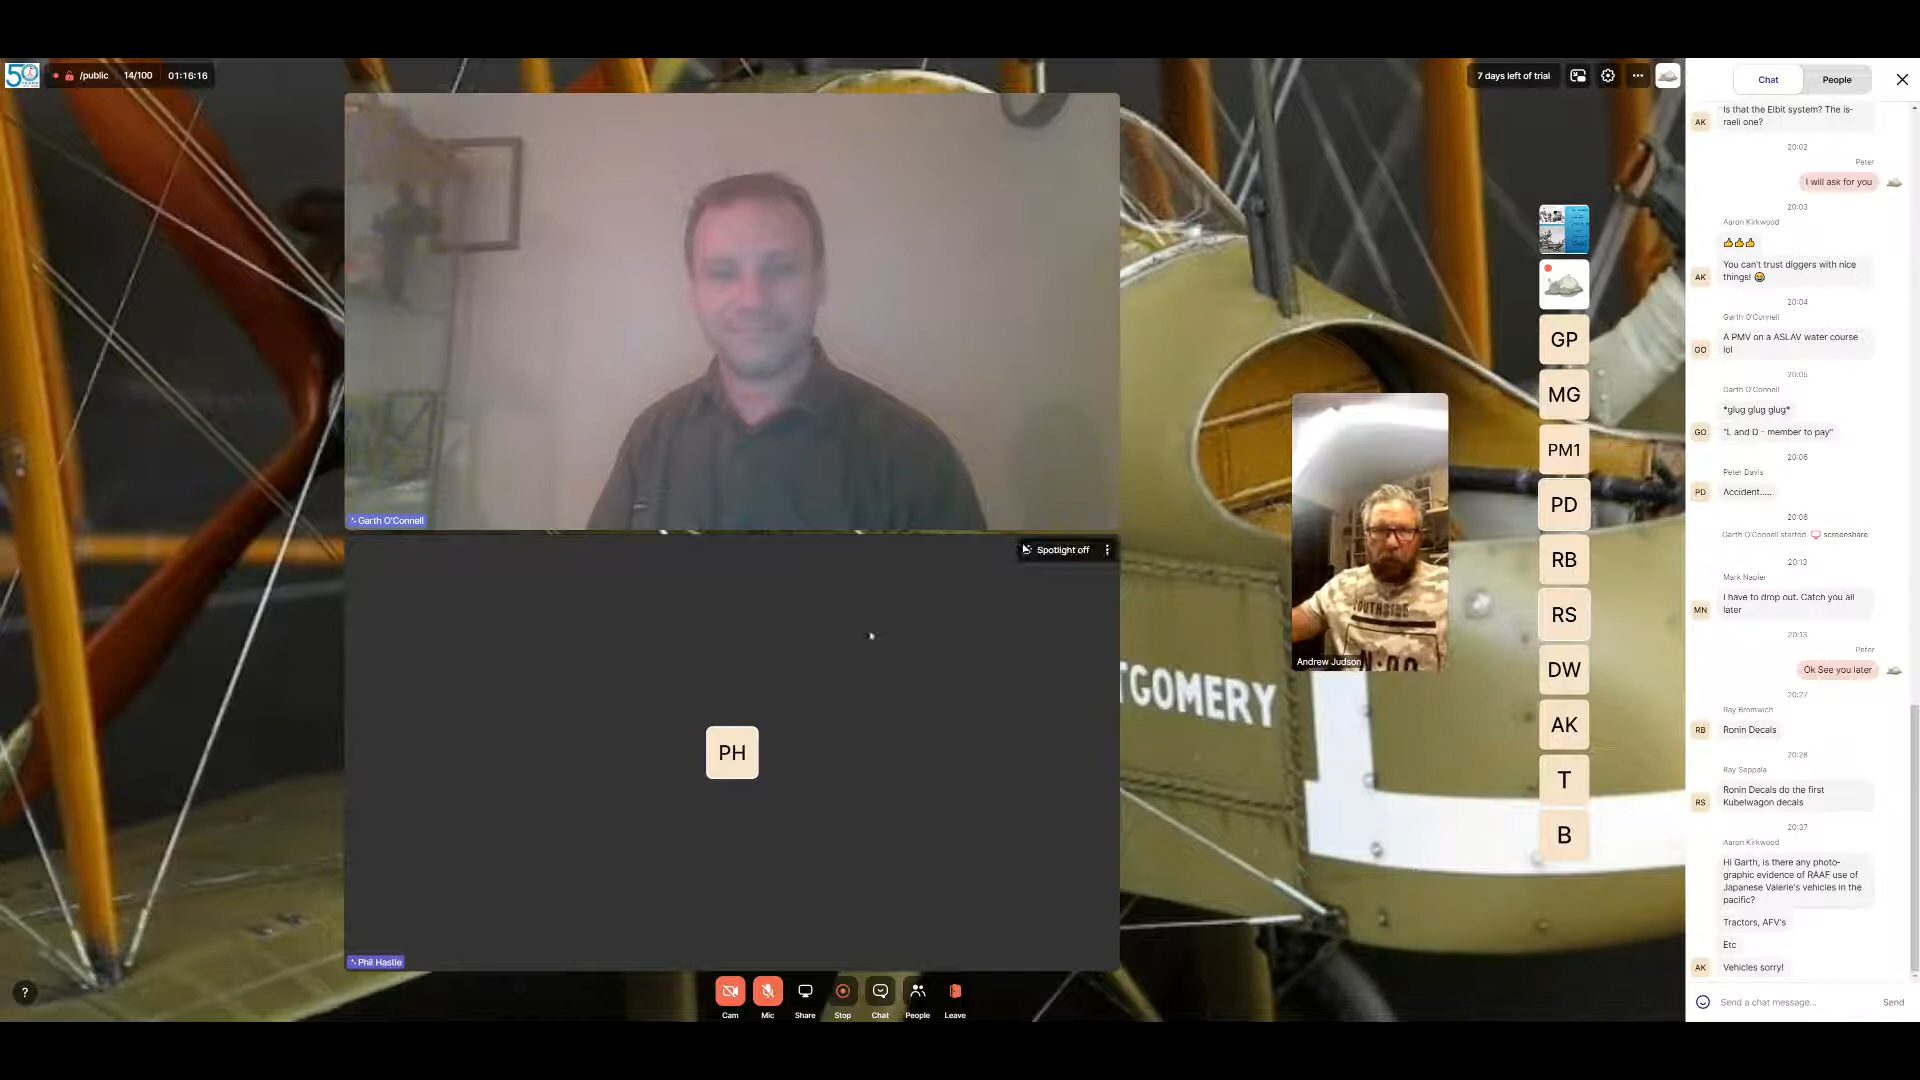 50
/public
14/100
01:16:16
7 days left of trial
Garth O'Connell
Spotlight off
PH
Phil Hastie
Andrew Judson
GP
MG
PM1
PD
RB
RS
DW
AK
T
B
TGOMERY
?
Cam
Mic
Share
Stop
Chat
People
Leave
Chat
People
Is that the Elbit system? The is-
raeli one?
AK
20:02
Peter
I will ask for you
20:03
Aaron Kirkwood
👍👍👍
You can't trust diggers with nice
things! 😂
AK
20:04
Garth O'Connell
A PMV on a ASLAV water course
lol
GO
20:05
Garth O'Connell
*glug glug glug*
"L and D - member to pay"
GO
20:06
Peter Davis
Accident.....
PD
20:08
Garth O'Connell started screenshare
20:13
Mark Napier
I have to drop out. Catch you all
later
MN
20:13
Peter
Ok See you later
20:27
Ray Bromwich
Ronin Decals
RB
20:28
Ray Seppala
Ronin Decals do the first
Kubelwagon decals
RS
20:37
Aaron Kirkwood
Hi Garth, is there any photo-
graphic evidence of RAAF use of
Japanese Valerie's vehicles in the
pacific?
Tractors, AFV's
Etc
Vehicles sorry!
AK
Send a chat message...
Send